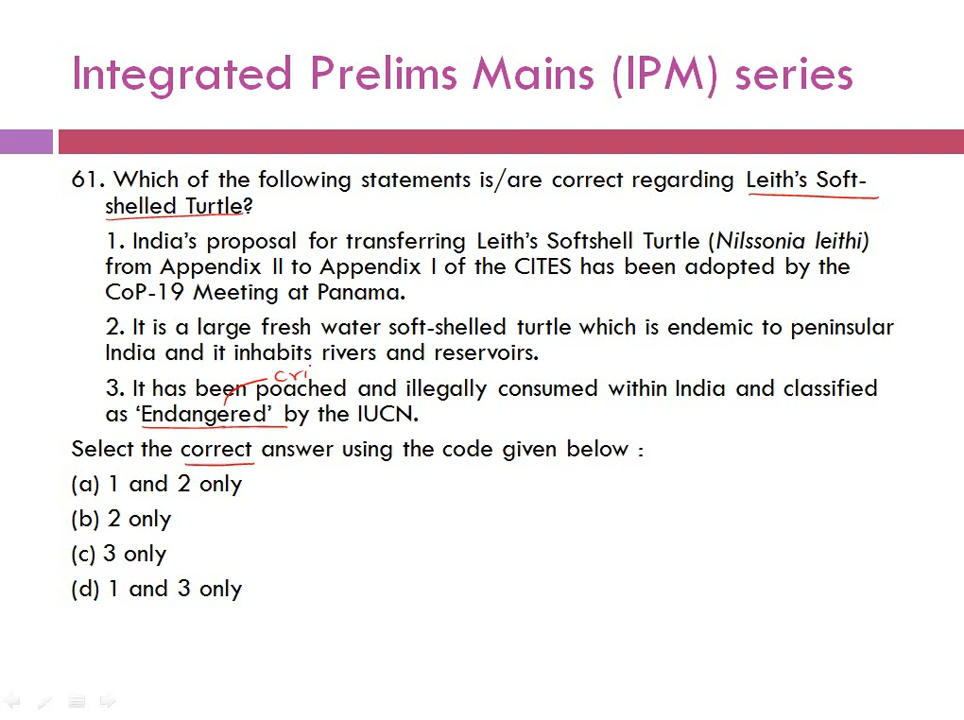 Integrated Prelims Mains (IPM) series
61. Which of the following statements is/are correct regarding Leith's Soft-
shelled Turtle?
1. India's proposal for transferring Leith's Softshell Turtle (Nilssonia leithi)
from Appendix II to Appendix I of the CITES has been adopted by the
CoP-19 Meeting at Panama.
2. It is a large fresh water soft-shelled turtle which is endemic to peninsular
India and it inhabits rivers and reservoirs.
cri
3. It has been poached and illegally consumed within India and classified
as 'Endangered' by the IUCN.
Select the correct answer using the code given below :
(a) 1 and 2 only
(b) 2 only
(c) 3 only
(d) 1 and 3 only